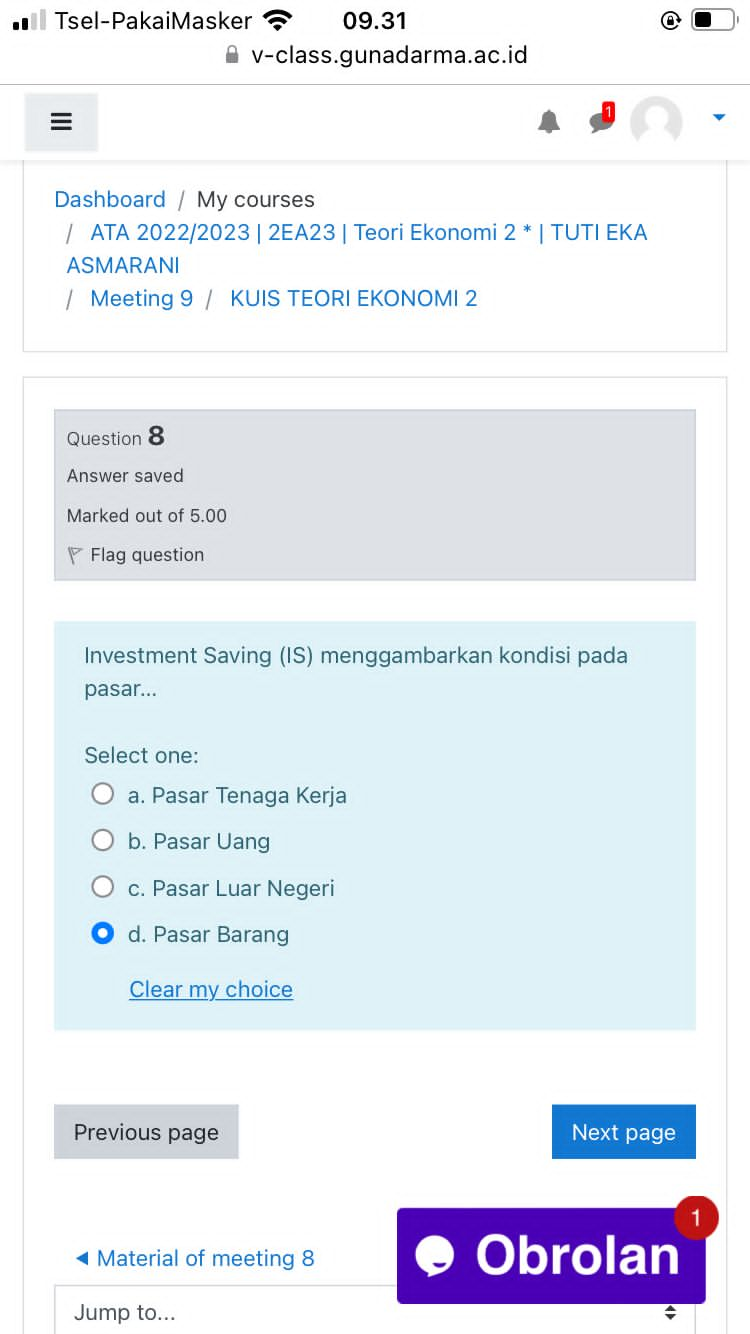 Tsel-PakaiMasker 09.31
v-class.gunadarma.ac.id
1
Dashboard / My courses
/ ATA 2022/2023 | 2EA23 | Teori Ekonomi 2 * | TUTI EKA
ASMARANI
/ Meeting 9 / KUIS TEORI EKONOMI 2
Question 8
Answer saved
Marked out of 5.00
Flag question
Investment Saving (IS) menggambarkan kondisi pada
pasar...
Select one:
a. Pasar Tenaga Kerja
b. Pasar Uang
c. Pasar Luar Negeri
d. Pasar Barang
Clear my choice
Previous page
Next page
1
Obrolan
◄ Material of meeting 8
Jump to...